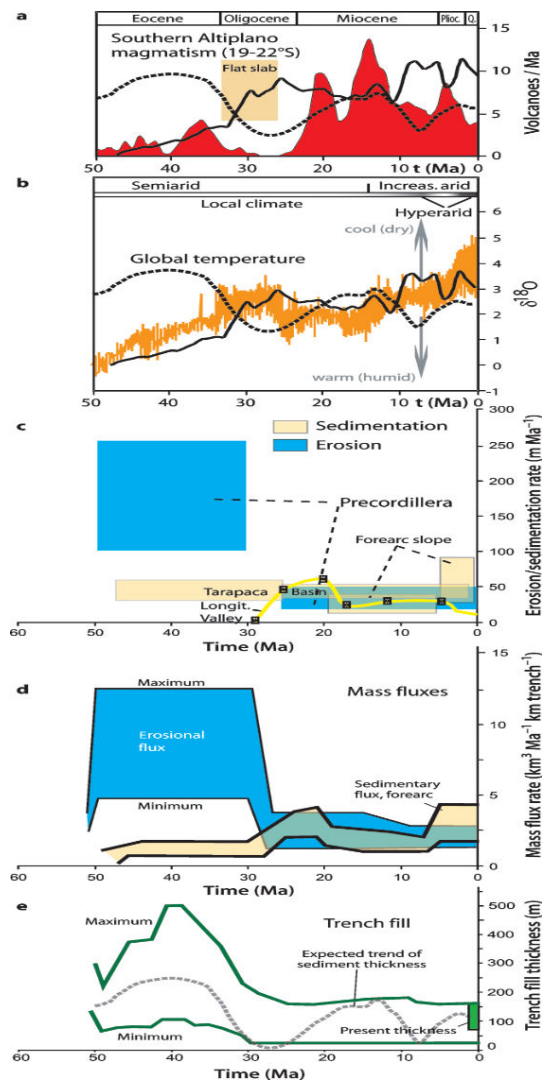 a
Eocene Oligocene Miocene Plioc. Q.
Southern Altiplano
magmatism (19-22°S)
Flat slab
15
10
5
0
Volcanoes / Ma
50 40 30 20 10 0
t (Ma)
b
Semiarid Increas. arid
Local climate
Hyperarid
cool (dry)
Global temperature
warm (humid)
6
5
4
3
2
1
0
-1
δ18O
50 40 30 20 10 0
t (Ma)
c
Sedimentation
Erosion
Precordillera
Forearc slope
Tarapaca Basin
Longit.
Valley
300
250
200
150
100
50
0
Erosion/sedimentation rate (m Ma⁻¹)
60 50 40 30 20 10 0
Time (Ma)
d
Maximum
Mass fluxes
Erosional
flux
Sedimentary
flux, forearc
Minimum
15
10
5
0
Mass flux rate (km³ Ma⁻¹ km trench⁻¹)
60 50 40 30 20 10 0
Time (Ma)
e
Maximum
Trench fill
Expected trend of
sediment thickness
Present thickness
Minimum
500
400
300
200
100
0
Trench fill thickness (m)
60 50 40 30 20 10 0
Time (Ma)